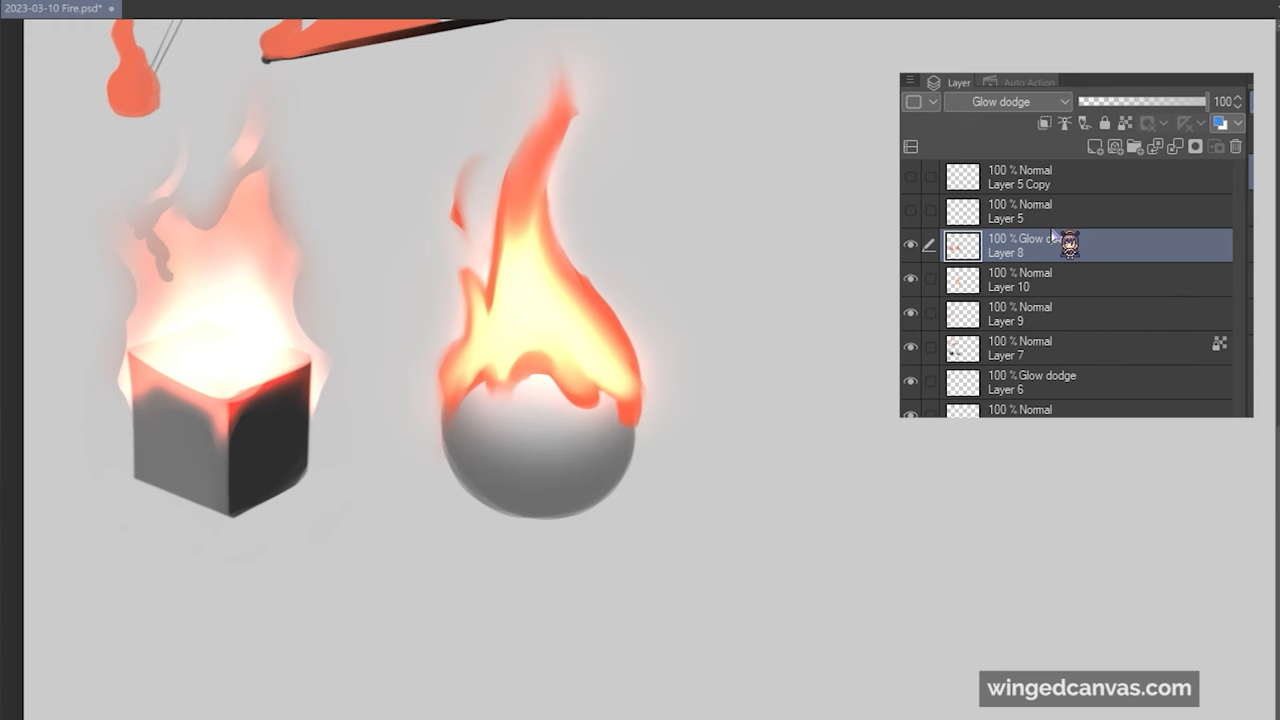 2023-03-10 Fire.psd*
Layer
Auto Action
Glow dodge
100
100 % Normal
Layer 5 Copy
100 % Normal
Layer 5
100 % Glow
Layer 8
100 % Normal
Layer 10
100 % Normal
Layer 9
100 % Normal
Layer 7
100 % Glow dodge
Layer 6
100 % Normal
wingedcanvas.com